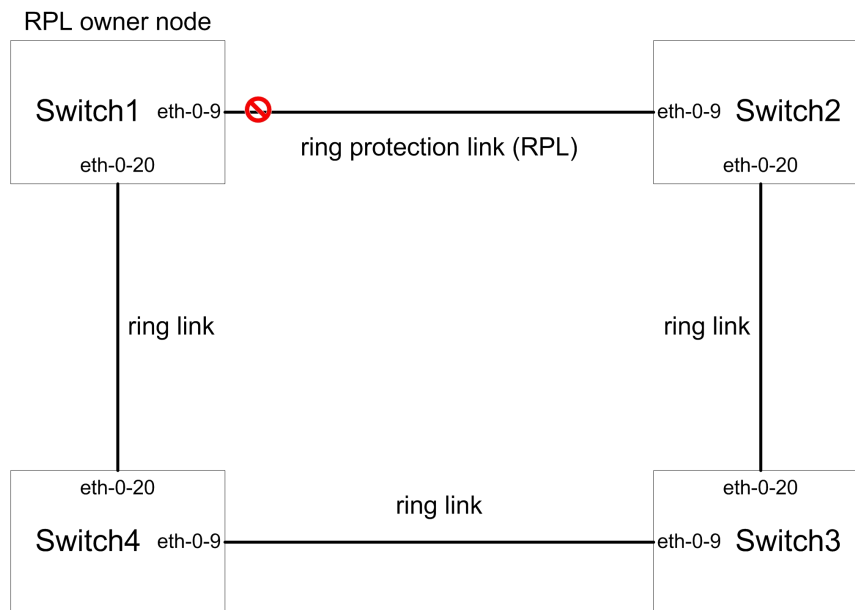 RPL owner node
Switch1 eth-0-9
eth-0-9 Switch2
ring protection link (RPL)
eth-0-20
eth-0-20
ring link
ring link
eth-0-20
eth-0-20
ring link
Switch4 eth-0-9
eth-0-9 Switch3